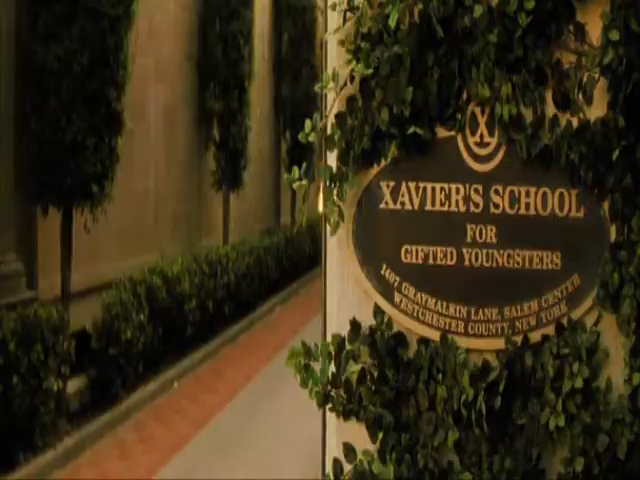 X
XAVIER'S SCHOOL
FOR
GIFTED YOUNGSTERS
1407 GRAYMALKIN LANE, SALEM CENTER
WESTCHESTER COUNTY, NEW YORK